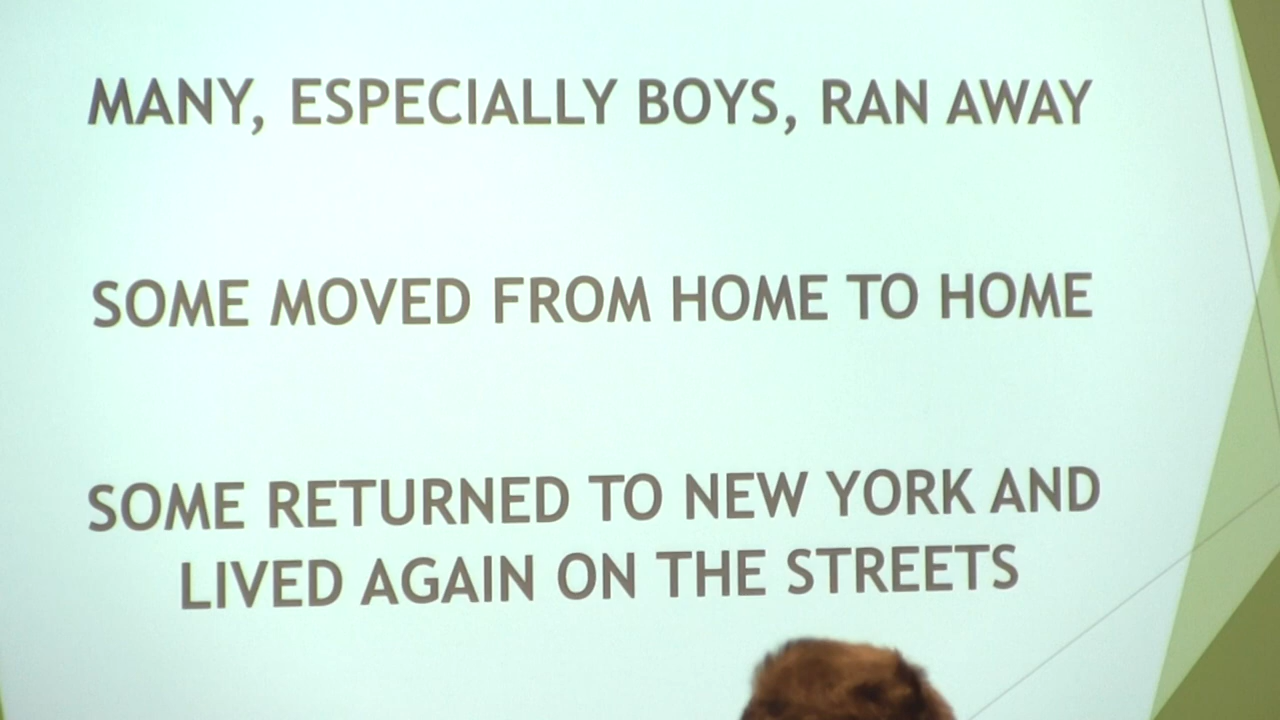 MANY, ESPECIALLY BOYS, RAN AWAY
SOME MOVED FROM HOME TO HOME
SOME RETURNED TO NEW YORK AND
LIVED AGAIN ON THE STREETS